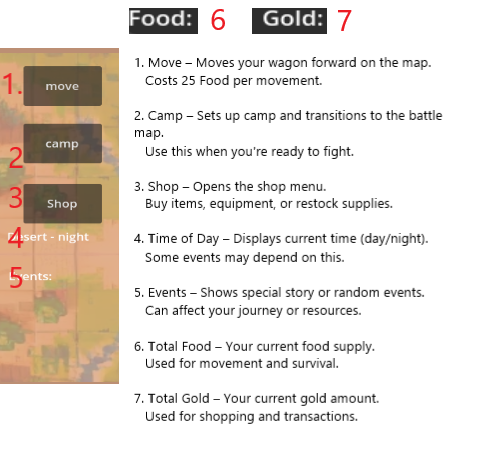 Food: 6 Gold: 7
1. move
2 camp
3 Shop
4 Desert - night
5 Events:
1. Move – Moves your wagon forward on the map.
Costs 25 Food per movement.
2. Camp – Sets up camp and transitions to the battle
map.
Use this when you're ready to fight.
3. Shop – Opens the shop menu.
Buy items, equipment, or restock supplies.
4. Time of Day – Displays current time (day/night).
Some events may depend on this.
5. Events – Shows special story or random events.
Can affect your journey or resources.
6. Total Food – Your current food supply.
Used for movement and survival.
7. Total Gold – Your current gold amount.
Used for shopping and transactions.